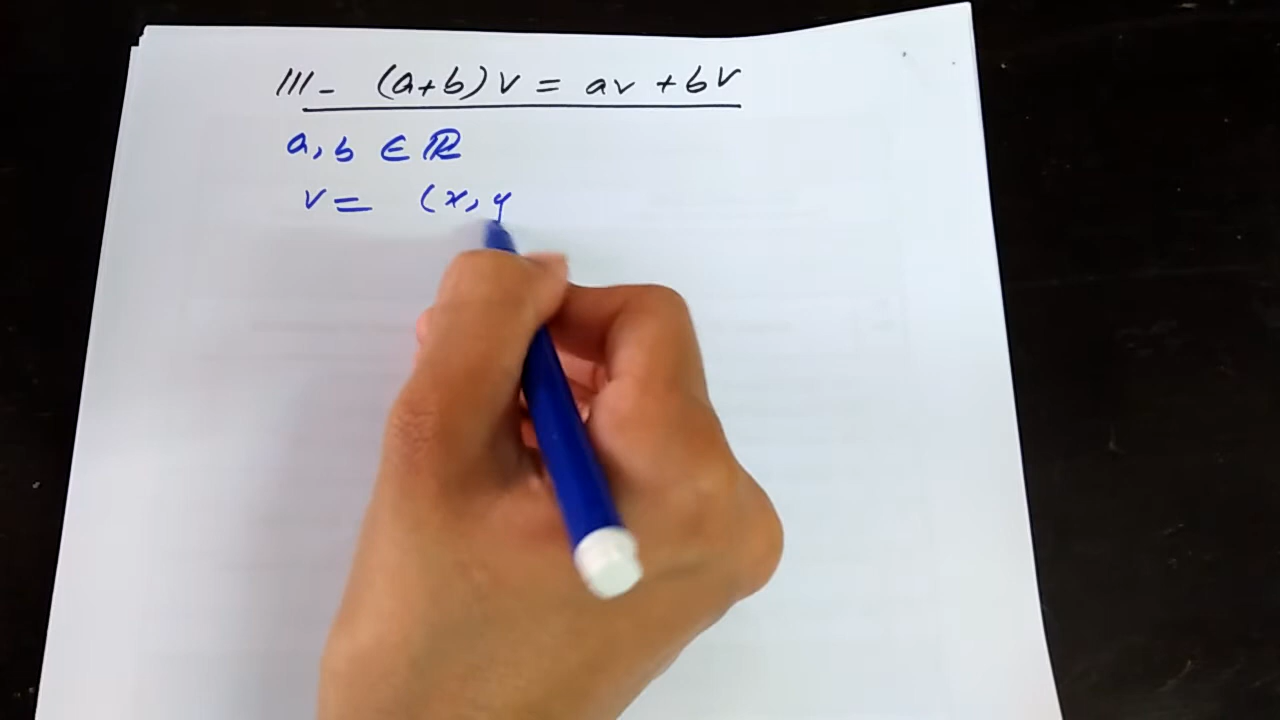 III- (a+b)v = av + bv
a, b ∈ ℝ
v = (x, y